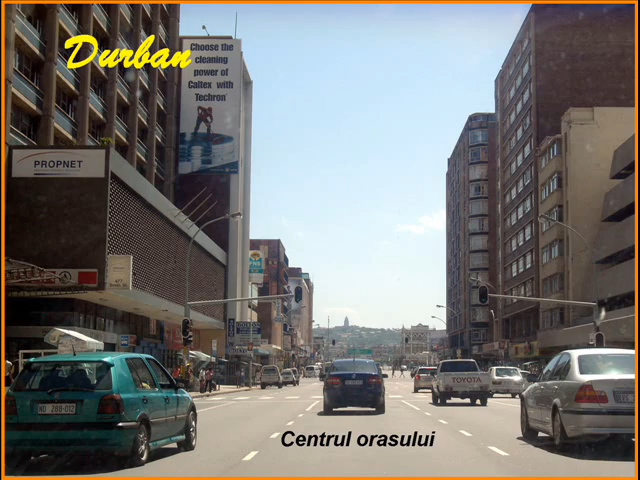 Durban
Choose the
cleaning
power of
Caltex with
Techron
PROPNET
TOYOTA
ND 288-012
Centrul orasului